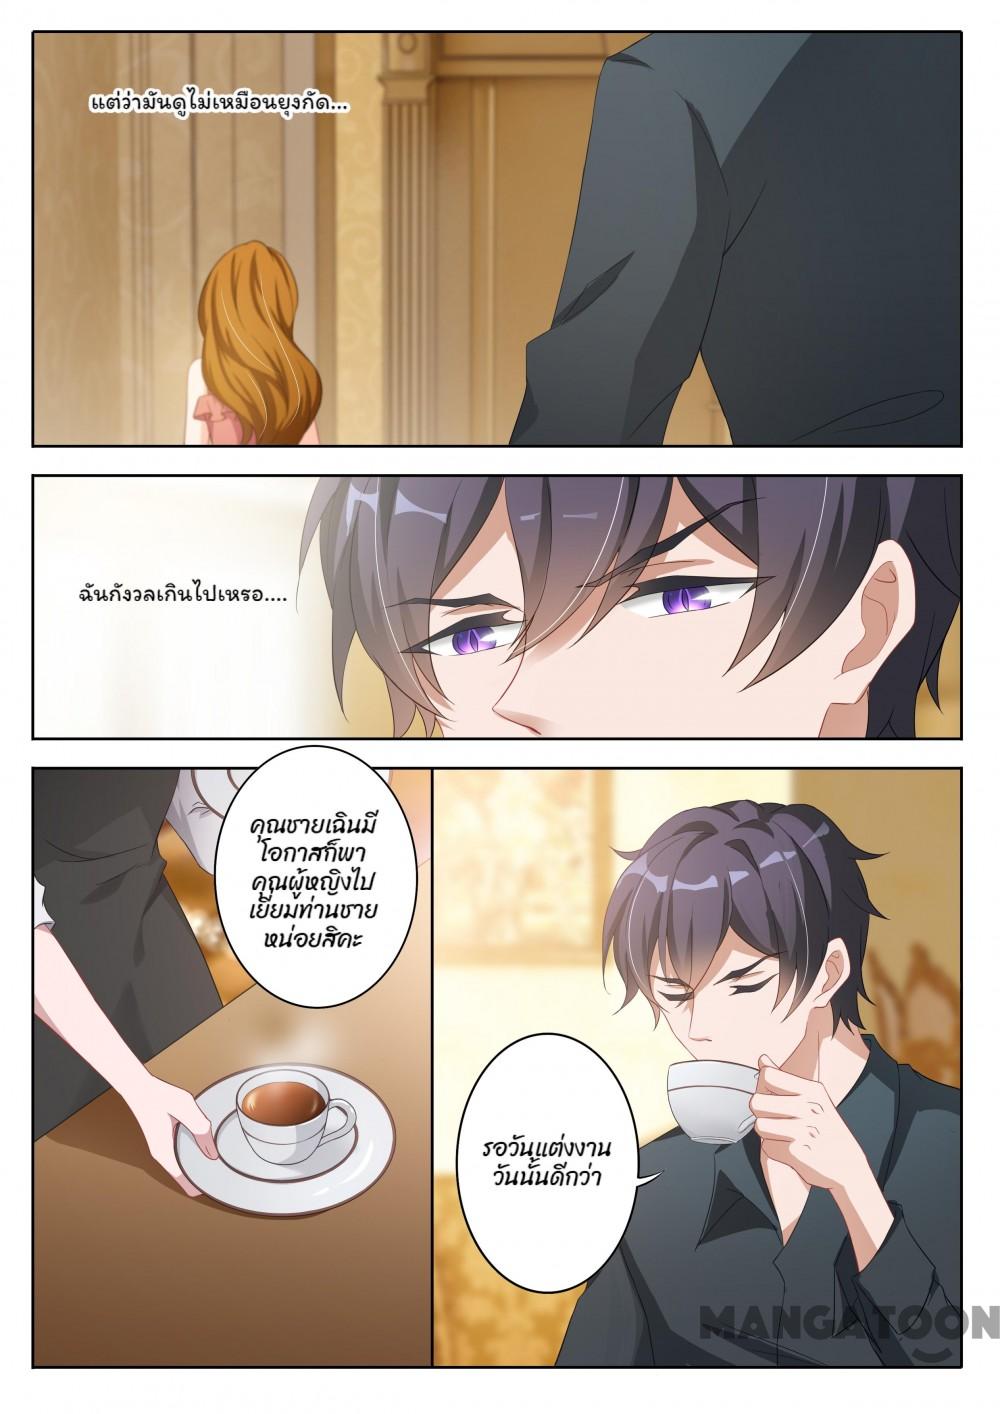 แต่ว่ามันดูไม่เหมือนยุงกัด...
ฉันกังวลเกินไปเหรอ....
คุณชายเฉินมี
โอกาสก็พา
คุณผู้หญิงไป
เยี่ยมท่านชาย
หน่อยสิคะ
รอวันแต่งงาน
วันนั้นดีกว่า
MANGATOON